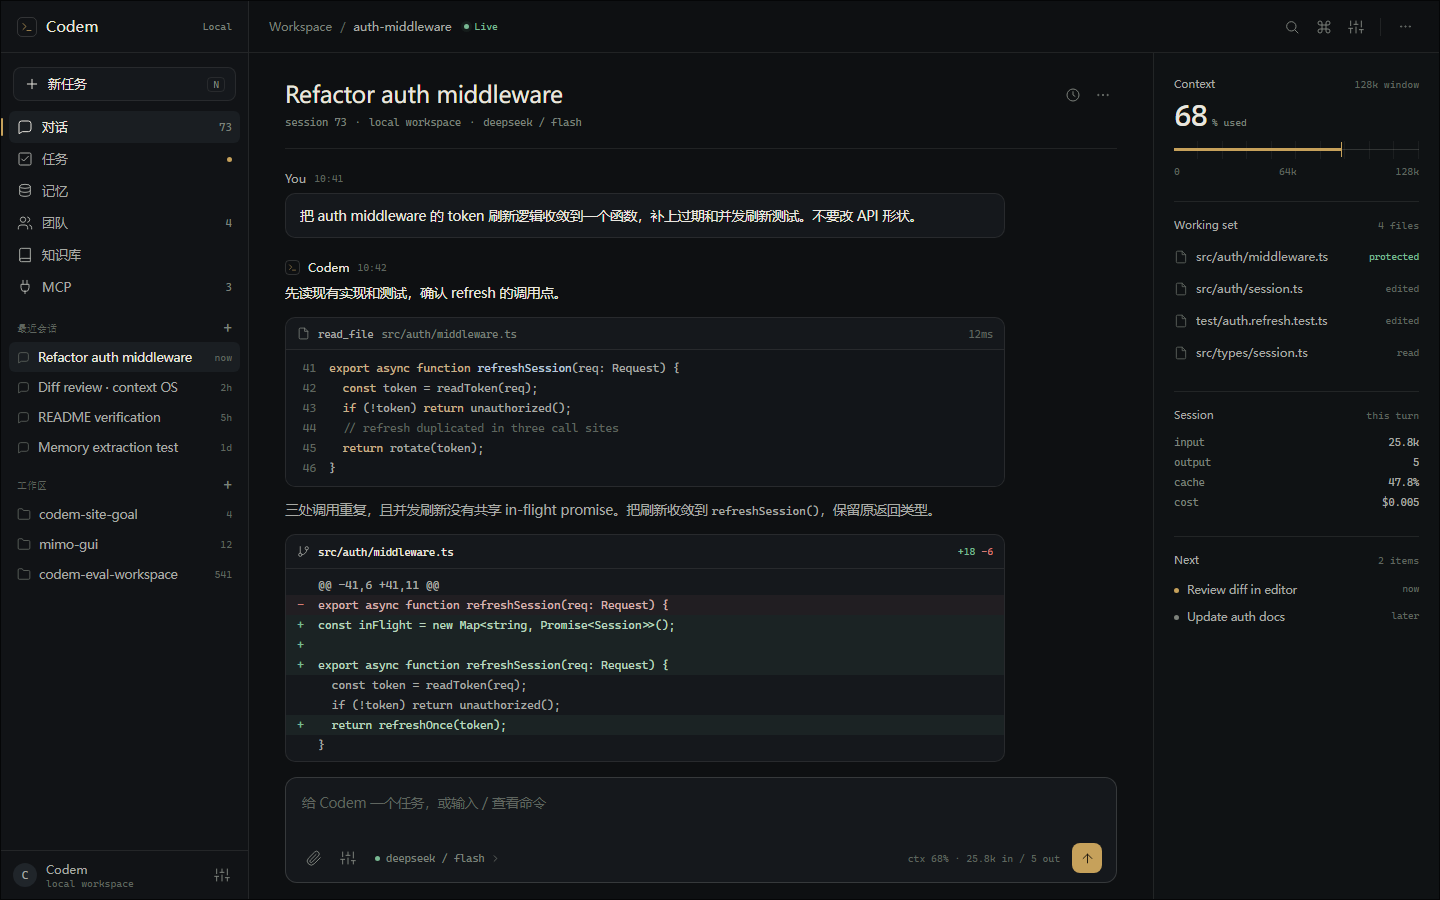 Codem
Local
新任务
N
对话
73
任务
记忆
团队
4
知识库
MCP
3
最近会话
+
Refactor auth middleware
now
Diff review · context OS
2h
README verification
5h
Memory extraction test
1d
工作区
+
codem-site-goal
4
mimo-gui
12
codem-eval-workspace
541
C
Codem
local workspace
Workspace / auth-middleware
Live
Refactor auth middleware
session 73 · local workspace · deepseek / flash
You 10:41
把 auth middleware 的 token 刷新逻辑收敛到一个函数，补上过期和并发刷新测试。不要改 API 形状。
Codem 10:42
先读现有实现和测试，确认 refresh 的调用点。
read_file src/auth/middleware.ts
12ms
41 export async function refreshSession(req: Request) {
42 const token = readToken(req);
43 if (!token) return unauthorized();
44 // refresh duplicated in three call sites
45 return rotate(token);
46 }
三处调用重复，且并发刷新没有共享 in-flight promise。把刷新收敛到 refreshSession()，保留原返回类型。
src/auth/middleware.ts
+18 −6
@@ −41,6 +41,11 @@
− export async function refreshSession(req: Request) {
+ const inFlight = new Map<string, Promise<Session>>();
+
+ export async function refreshSession(req: Request) {
const token = readToken(req);
if (!token) return unauthorized();
+ return refreshOnce(token);
}
给 Codem 一个任务，或输入 / 查看命令
deepseek / flash
ctx 68% · 25.8k in / 5 out
Context
128k window
68 % used
0
64k
128k
Working set
4 files
src/auth/middleware.ts
protected
src/auth/session.ts
edited
test/auth.refresh.test.ts
edited
src/types/session.ts
read
Session
this turn
input
25.8k
output
5
cache
47.8%
cost
$0.005
Next
2 items
Review diff in editor
now
Update auth docs
later